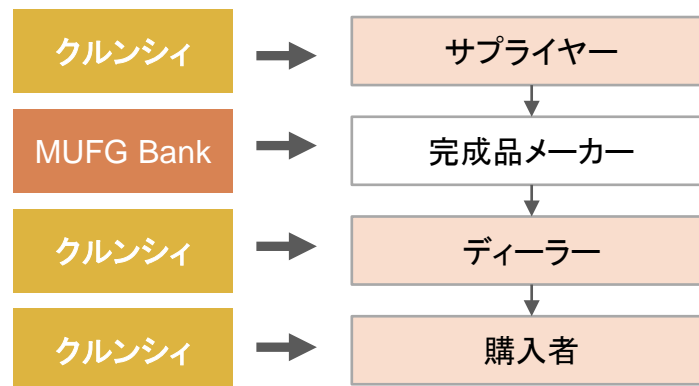 クルンシィ
サプライヤー
MUFG Bank
完成品メーカー
クルンシィ
ディーラー
クルンシィ
購入者